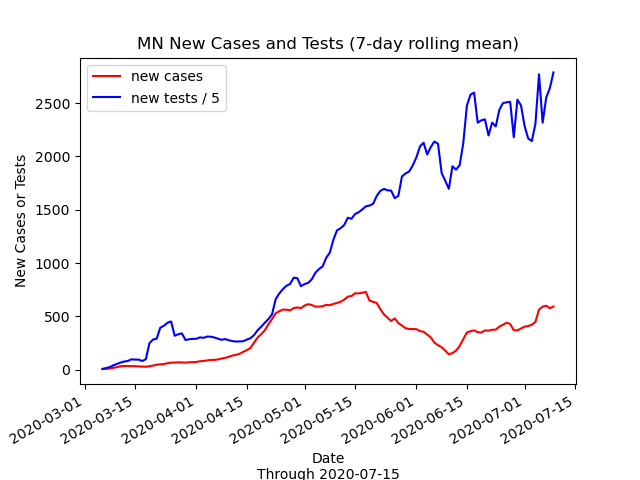 MN New Cases and Tests (7-day rolling mean)
new cases
new tests / 5
New Cases or Tests
2500
2000
1500
1000
500
0
2020-03-01
2020-03-15
2020-04-01
2020-04-15
2020-05-01
2020-05-15
2020-06-01
2020-06-15
2020-07-01
2020-07-15
Date
Through 2020-07-15